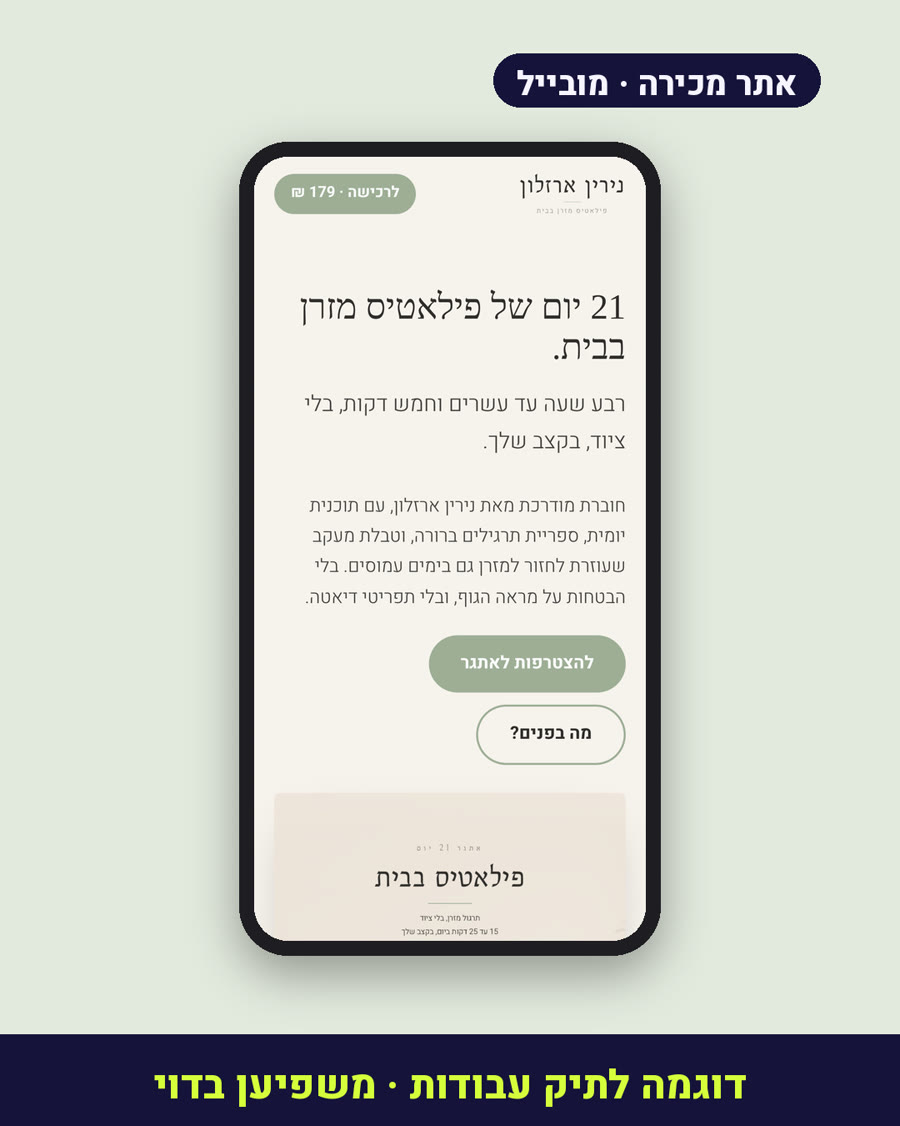 אתר מכירה · מובייל
נירין ארזלון
פילאטיס מזרן בבית
לרכישה · 179 ₪
21 יום של פילאטיס מזרן
בבית.
רבע שעה עד עשרים וחמש דקות, בלי
ציוד, בקצב שלך.
חוברת מודרכת מאת נירין ארזלון, עם תוכנית
יומית, ספריית תרגילים ברורה, וטבלת מעקב
שעוזרת לחזור למזרן גם בימים עמוסים. בלי
הבטחות על מראה הגוף, ובלי תפריטי דיאטה.
להצטרפות לאתגר
מה בפנים?
אתגר 21 יום
פילאטיס בבית
תרגול מזרן, בלי ציוד
15 עד 25 דקות ביום, בקצב שלך
דוגמה לתיק עבודות · משפיען בדוי